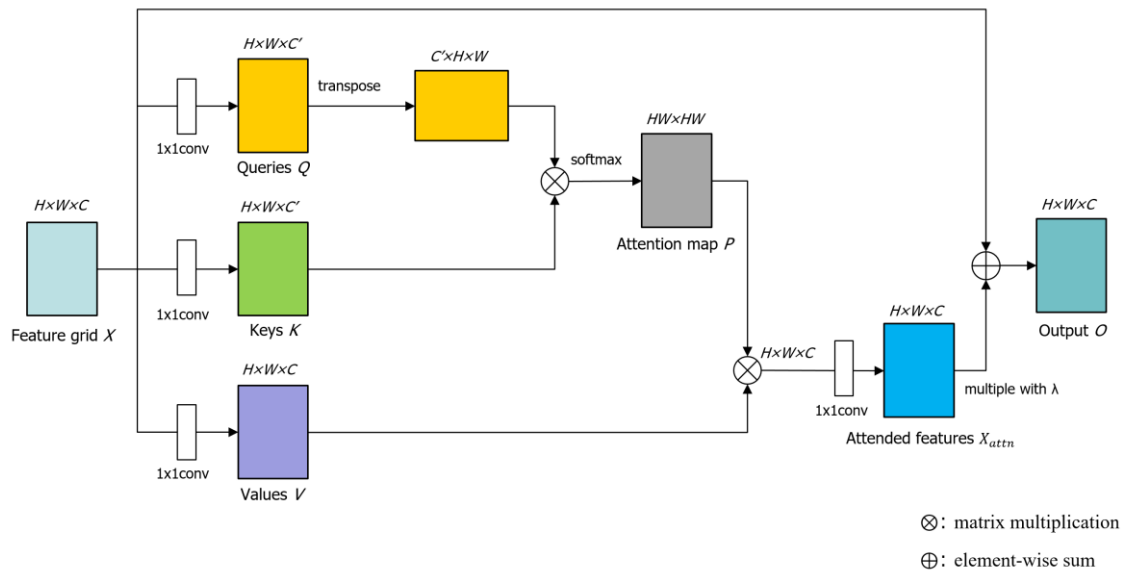 H×W×C'
C'×H×W
transpose
1x1conv
Queries Q
HW×HW
softmax
Attention map P
H×W×C
Feature grid X
H×W×C'
1x1conv
Keys K
H×W×C
1x1conv
Values V
H×W×C
1x1conv
H×W×C
Attended features X_attn
multiple with λ
H×W×C
Output O
⊗: matrix multiplication
⊕: element-wise sum